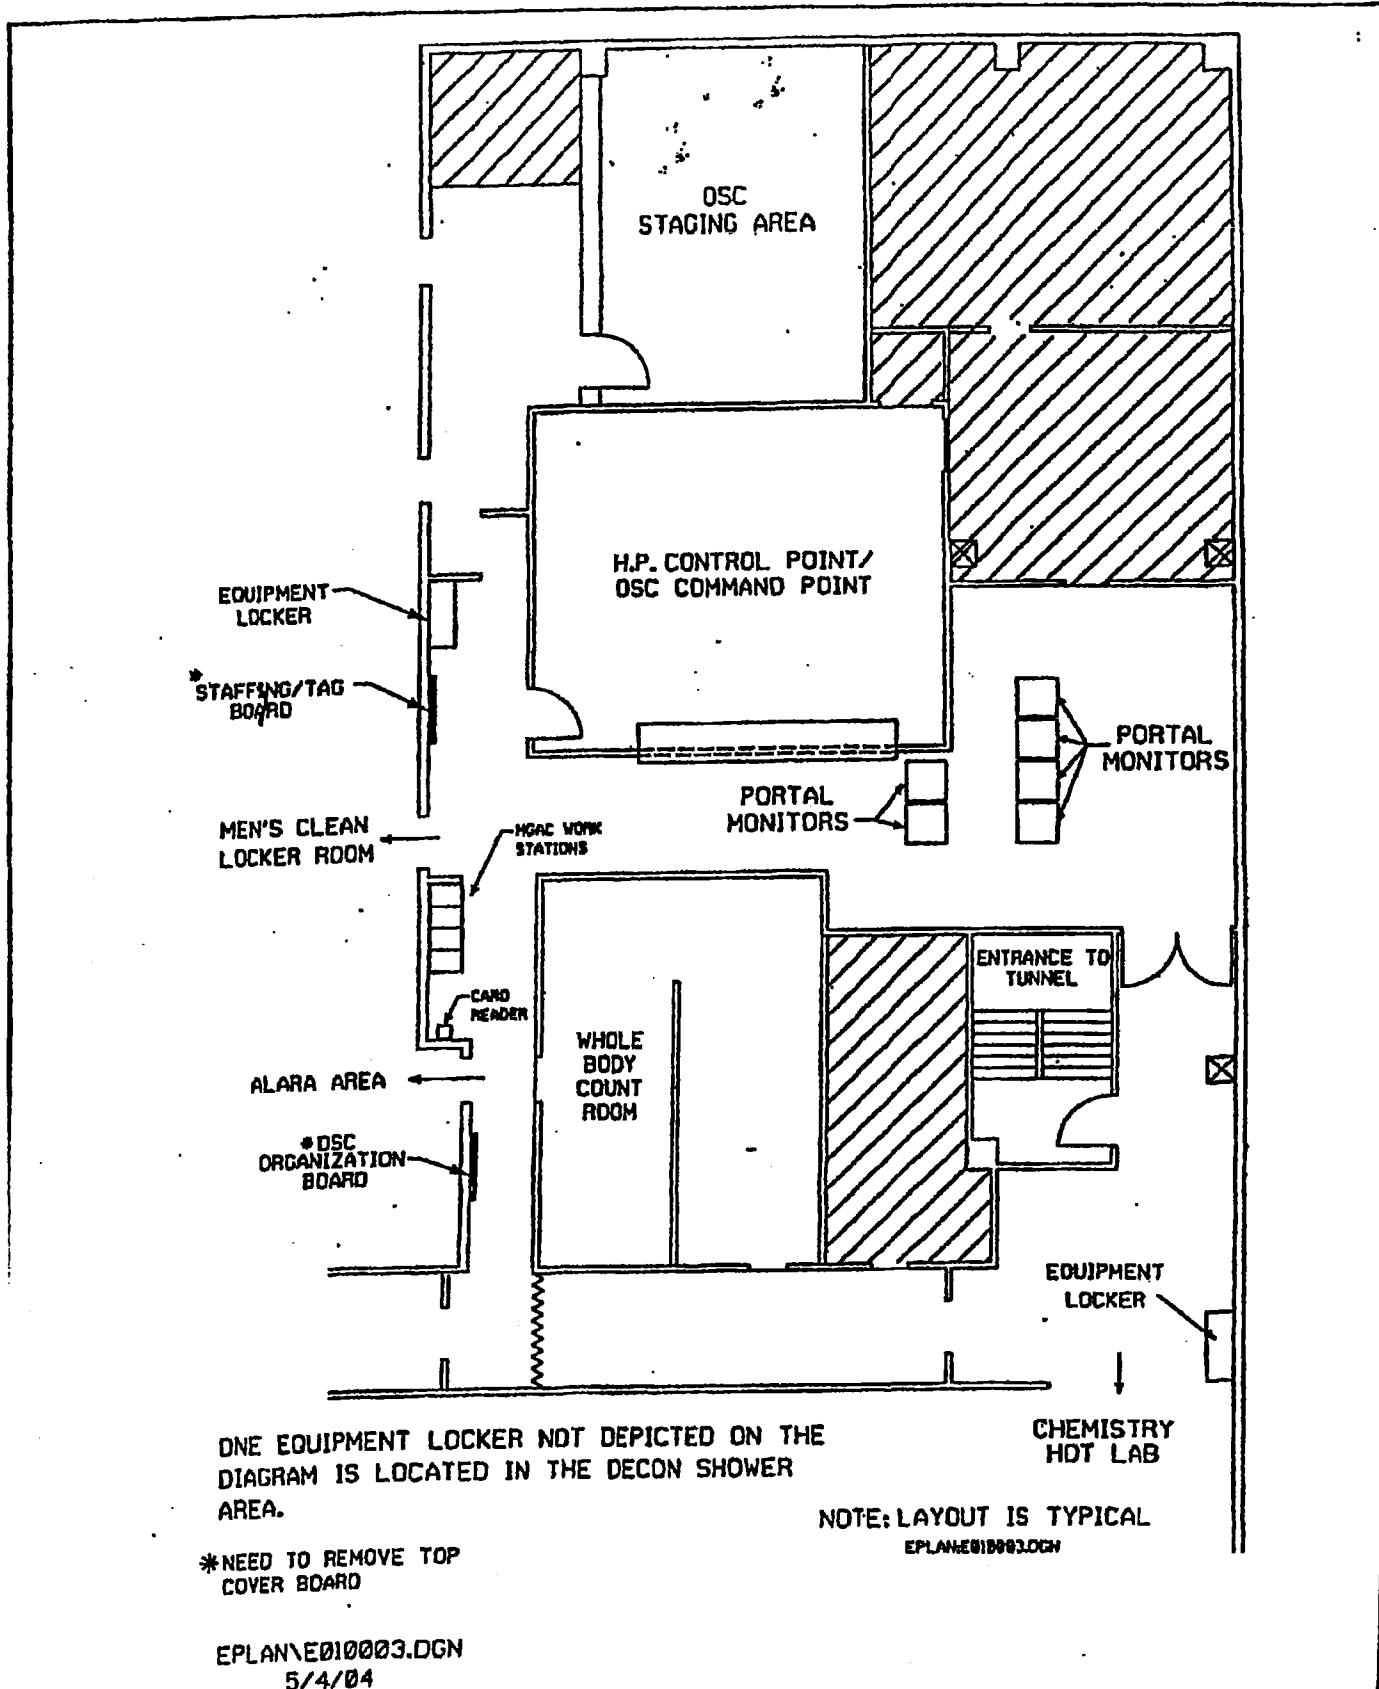 OSC
STAGING AREA
H.P. CONTROL POINT/
OSC COMMAND POINT
EQUIPMENT
LOCKER
*STAFFING/TAG
BOARD
PORTAL
MONITORS
PORTAL
MONITORS
MEN'S CLEAN
LOCKER ROOM
MGAC WORK
STATIONS
ENTRANCE TO
TUNNEL
CARD
READER
WHOLE
BODY
COUNT
ROOM
ALARA AREA
*OSC
ORGANIZATION
BOARD
EQUIPMENT
LOCKER
CHEMISTRY
HOT LAB
ONE EQUIPMENT LOCKER NOT DEPICTED ON THE
DIAGRAM IS LOCATED IN THE DECON SHOWER
AREA.
NOTE: LAYOUT IS TYPICAL
EPLAN:E010003.DGN
*NEED TO REMOVE TOP
COVER BOARD
EPLAN\E010003.DGN
5/4/04